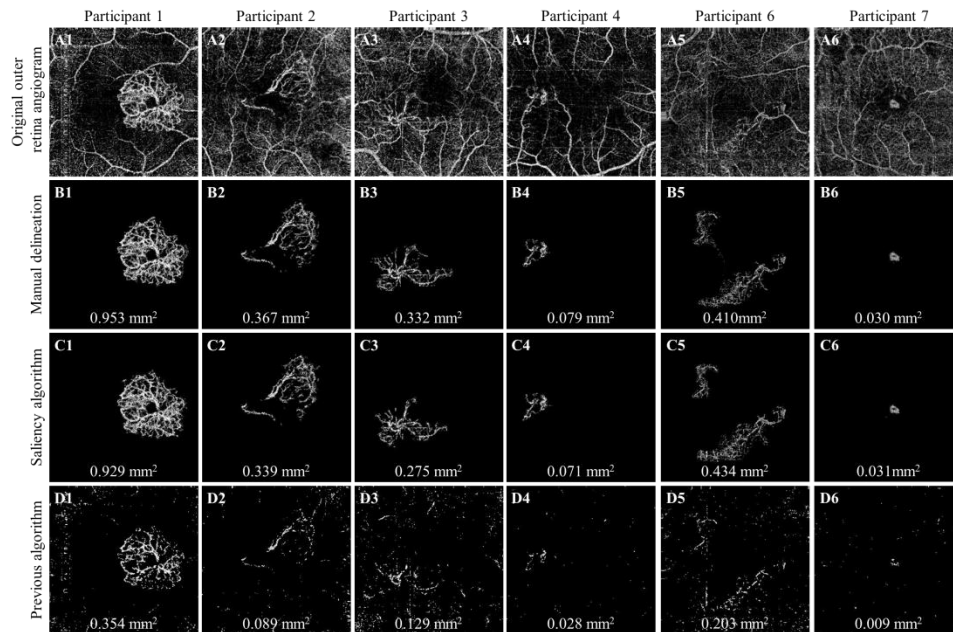 Participant 1 Participant 2 Participant 3 Participant 4 Participant 6 Participant 7
Original outer
retina angiogram
A1 A2 A3 A4 A5 A6
Manual delineation
B1 B2 B3 B4 B5 B6
0.953 mm² 0.367 mm² 0.332 mm² 0.079 mm² 0.410mm² 0.030 mm²
Saliency algorithm
C1 C2 C3 C4 C5 C6
0.929 mm² 0.339 mm² 0.275 mm² 0.071 mm² 0.434 mm² 0.031mm²
Previous algorithm
D1 D2 D3 D4 D5 D6
0.354 mm² 0.089 mm² 0.129 mm² 0.028 mm² 0.203 mm² 0.009 mm²